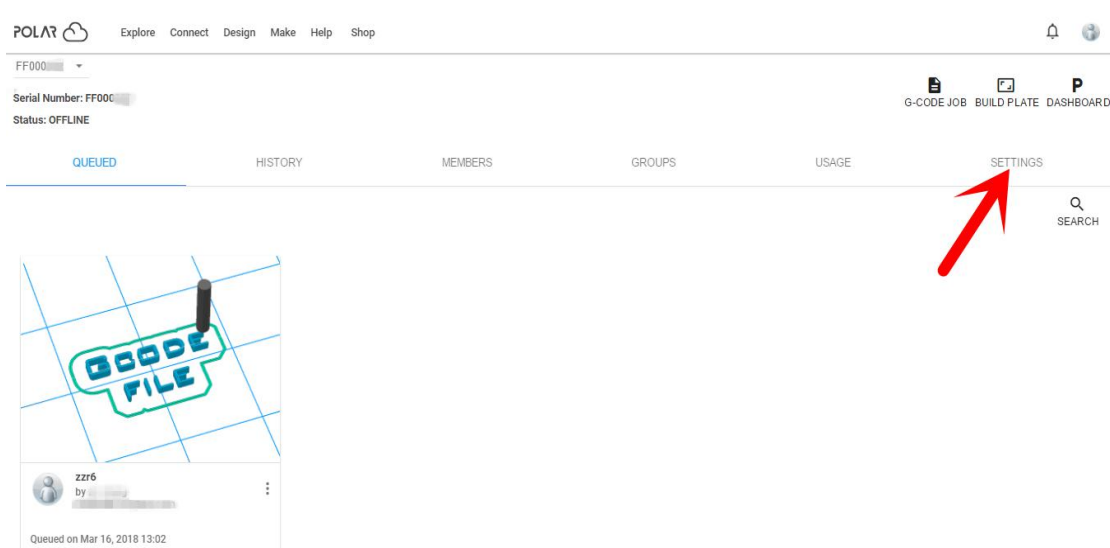 POLAR Explore Connect Design Make Help Shop
FF000
Serial Number: FF000
Status: OFFLINE
G-CODE JOB BUILD PLATE DASHBOARD
QUEUED HISTORY MEMBERS GROUPS USAGE SETTINGS
SEARCH
GCODE
FILE
zzr6
by
Queued on Mar 16, 2018 13:02